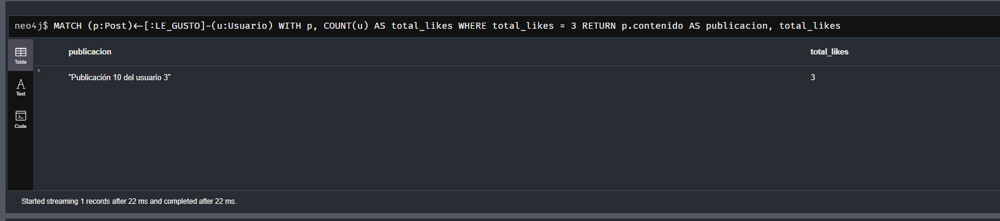 neo4j$ MATCH (p:Post)←[:LE_GUSTO]-(u:Usuario) WITH p, COUNT(u) AS total_likes WHERE total_likes = 3 RETURN p.contenido AS publicacion, total_likes
Table
publicacion total_likes
1 "Publicación 10 del usuario 3" 3
A
Text
Code
Started streaming 1 records after 22 ms and completed after 22 ms.